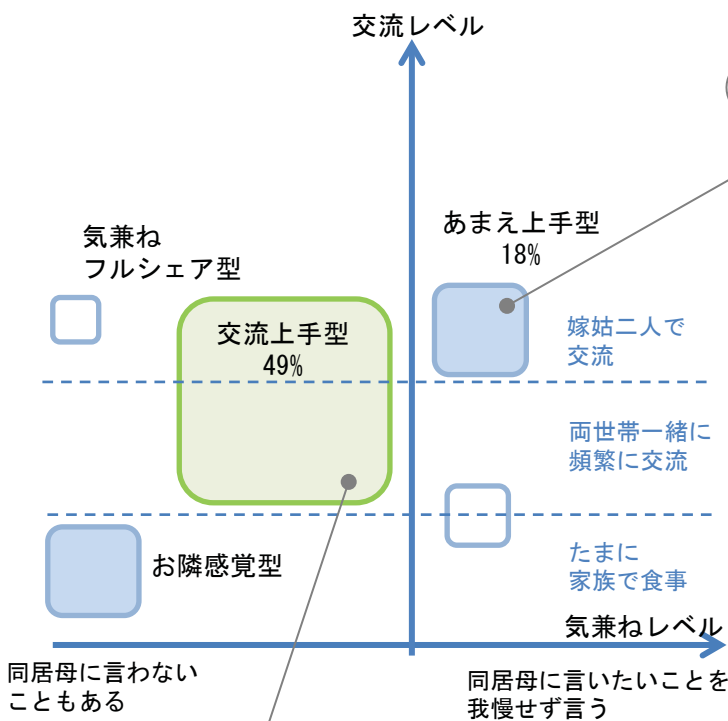 交流レベル
あまえ上手型
18%
気兼ね
フルシェア型
交流上手型
49%
嫁姑二人で
交流
両世帯一緒に
頻繁に交流
お隣感覚型
たまに
家族で食事
気兼ねレベル
同居母に言わない
こともある
同居母に言いたいことを
我慢せず言う